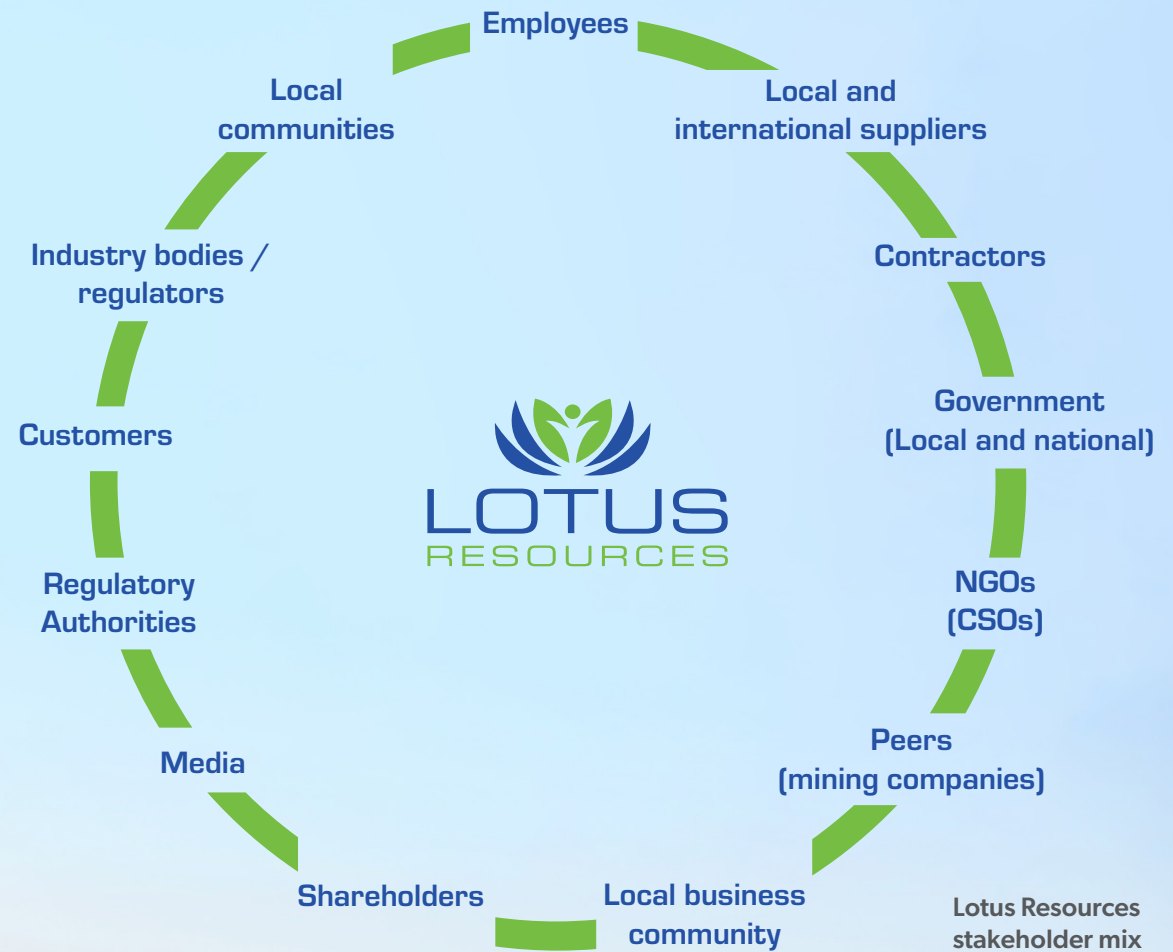 Employees
Local and
international suppliers
Contractors
Government
(Local and national)
NGOs
(CSOs)
Peers
(mining companies)
Local business
community
Shareholders
Media
Regulatory
Authorities
Customers
Industry bodies /
regulators
Local
communities
LOTUS
RESOURCES
Lotus Resources
stakeholder mix